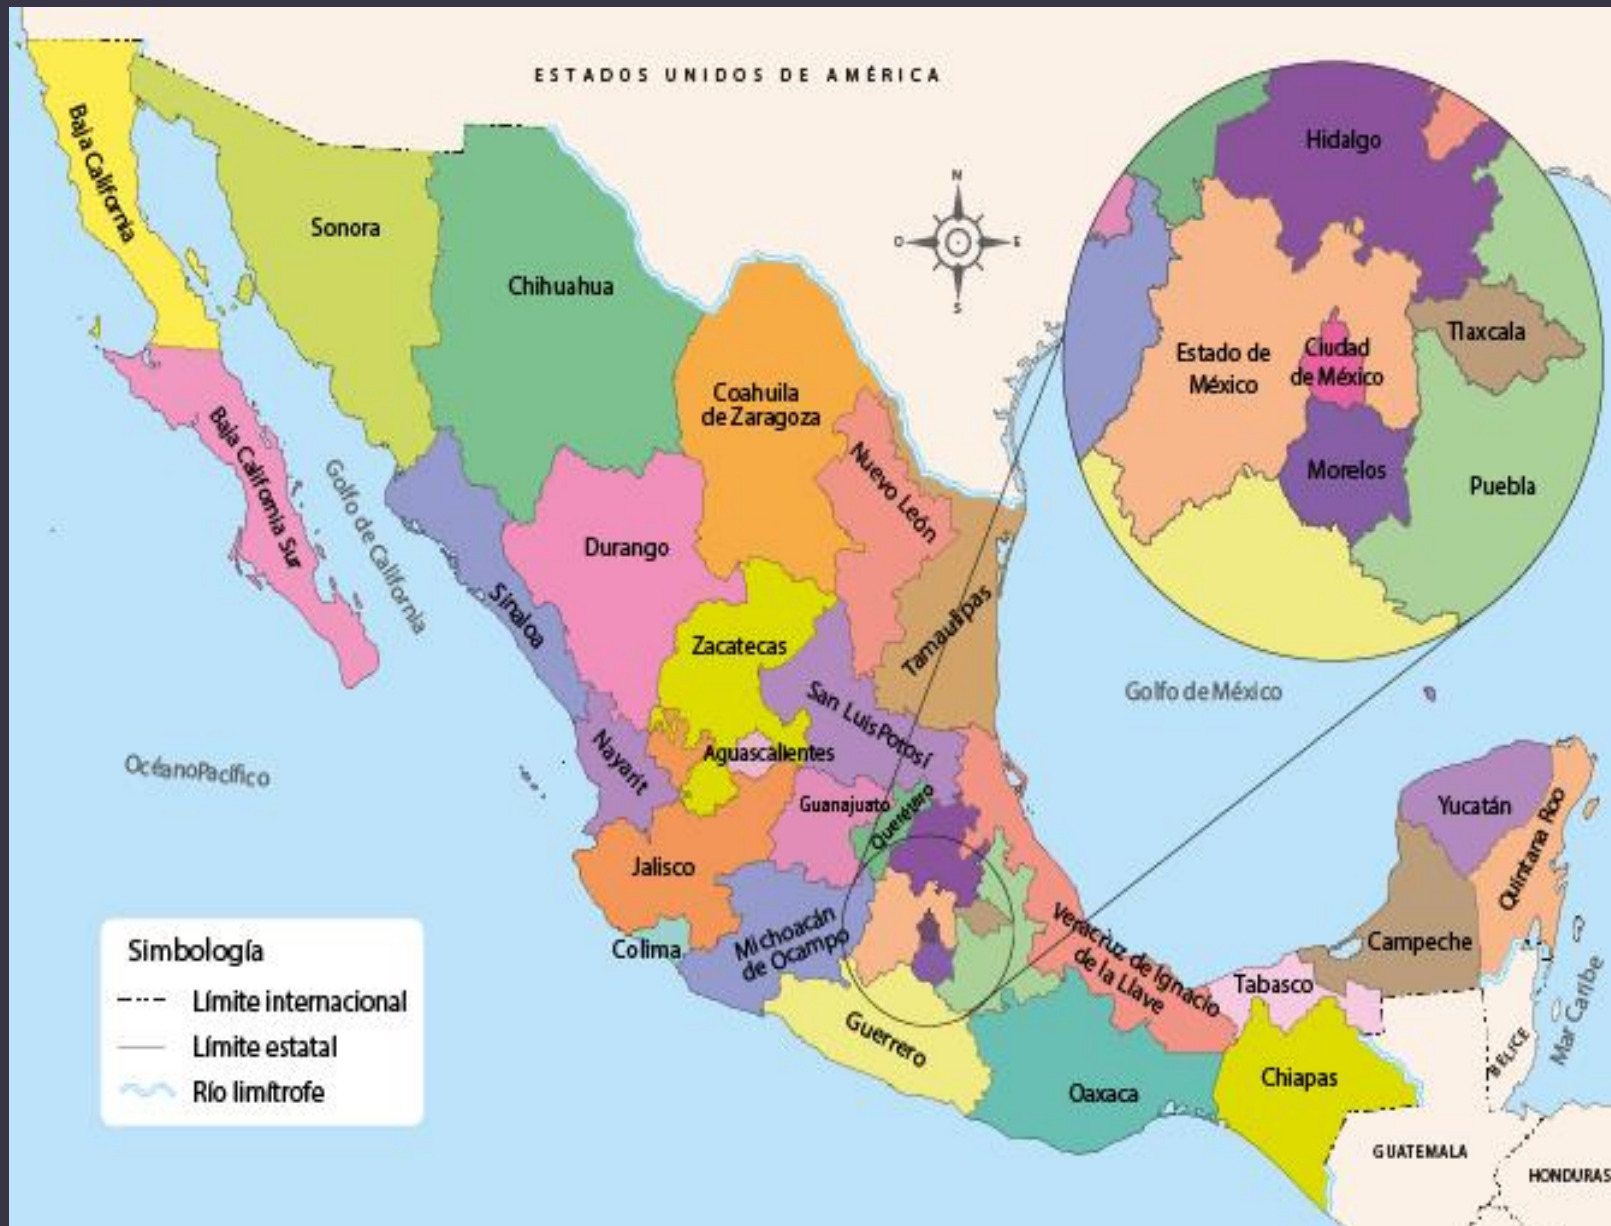 ESTADOS UNIDOS DE AMÉRICA
N
O
E
S
Baja California
Sonora
Chihuahua
Coahuila
de Zaragoza
Nuevo León
Baja California Sur
Golfo de California
Sinaloa
Durango
Zacatecas
Tamaulipas
San Luis Potosí
Nayarit
Aguascalientes
Guanajuato
Querétaro
Jalisco
Colima
Michoacán
de Ocampo
Veracruz de Ignacio
de la Llave
Guerrero
Oaxaca
Tabasco
Chiapas
Campeche
Yucatán
Quintana Roo
Hidalgo
Tlaxcala
Estado de
México
Ciudad
de México
Morelos
Puebla
Golfo de México
Océano Pacífico
Mar Caribe
BELICE
GUATEMALA
HONDURAS
Simbología
Límite internacional
Límite estatal
Río limítrofe